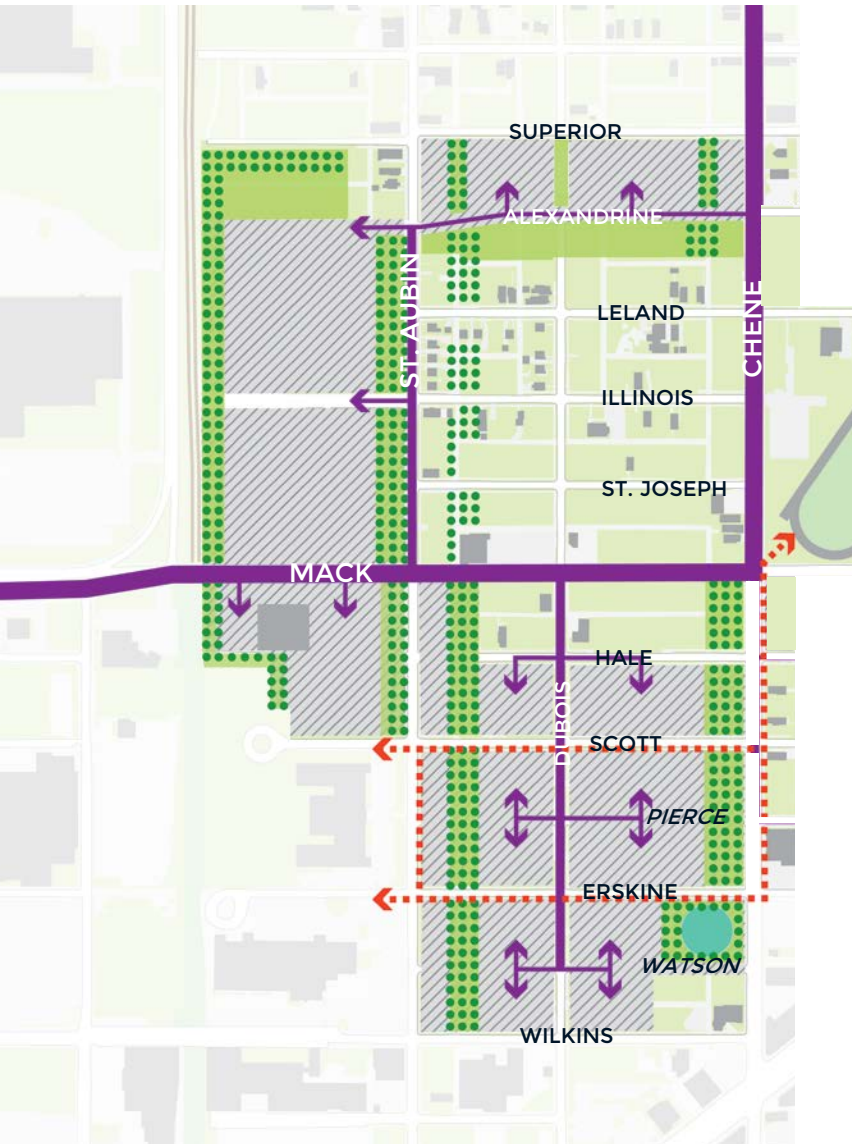 SUPERIOR
ALEXANDRINE
ST. AUBIN
CHENE
LELAND
ILLINOIS
ST. JOSEPH
MACK
HALE
DUBOIS
SCOTT
PIERCE
ERSKINE
WATSON
WILKINS